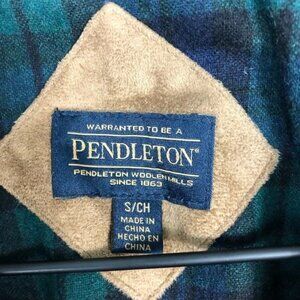 WARRANTED TO BE A
PENDLETON®
PENDLETON WOOLEN MILLS
SINCE 1863
S/CH
MADE IN
CHINA
HECHO EN
CHINA